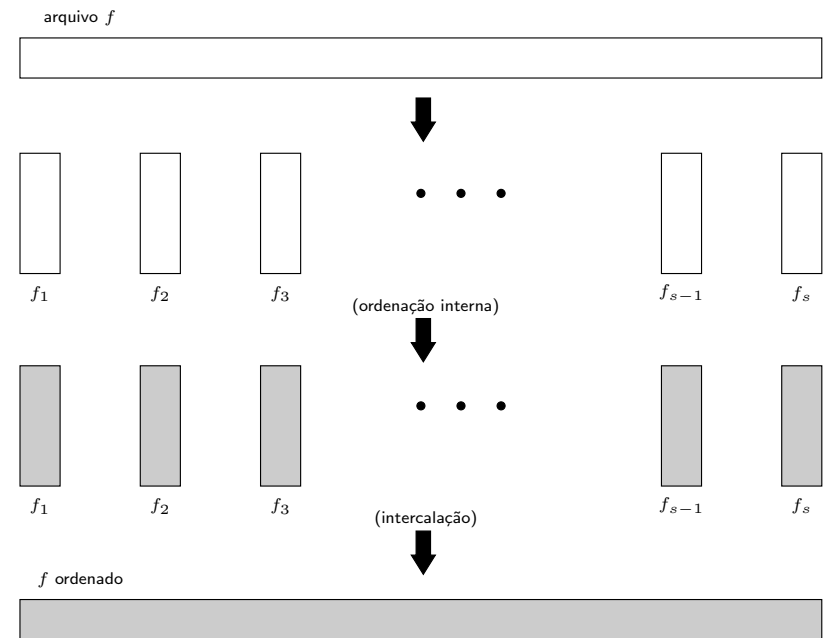 arquivo f
f₁ f₂ f₃ fₛ₋₁ fₛ
(ordenação interna)
f₁ f₂ f₃ fₛ₋₁ fₛ
(intercalação)
f ordenado